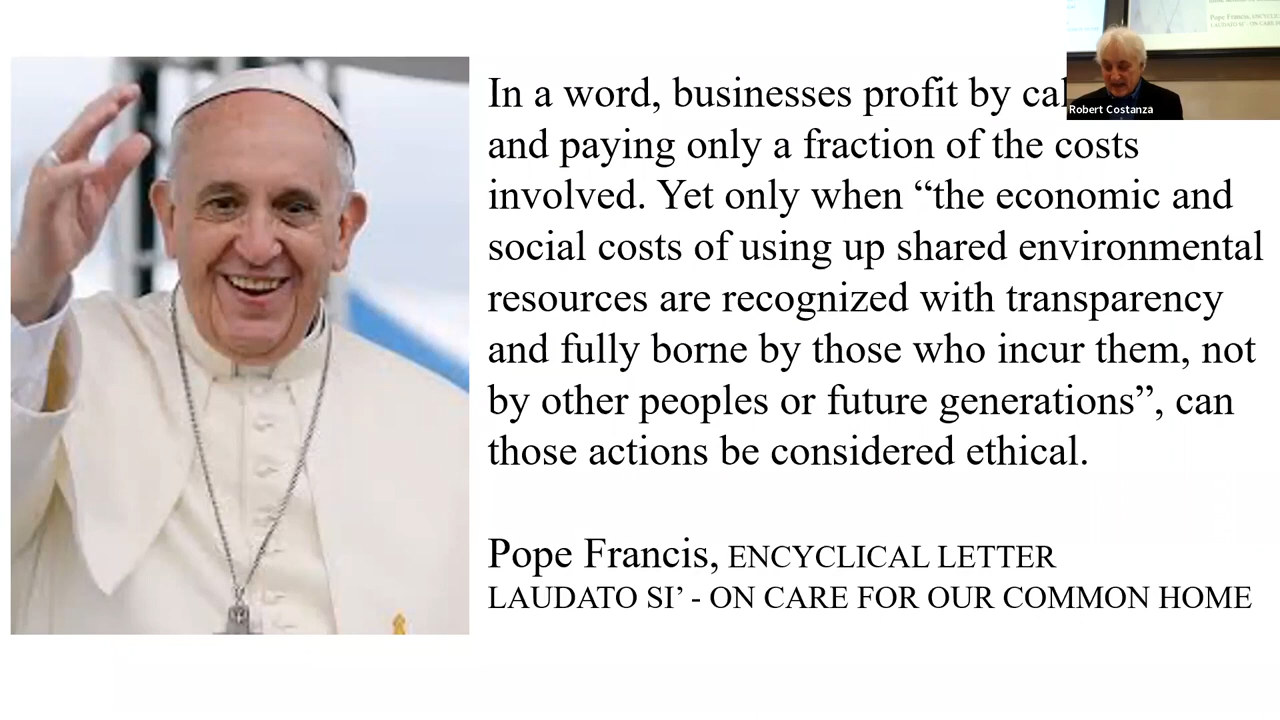 In a word, businesses profit by
and paying only a fraction of the costs
involved. Yet only when “the economic and
social costs of using up shared environmental
resources are recognized with transparency
and fully borne by those who incur them, not
by other peoples or future generations”, can
those actions be considered ethical.
Pope Francis, ENCYCLICAL LETTER
LAUDATO SI’ - ON CARE FOR OUR COMMON HOME
Robert Costanza
Pope Francis,